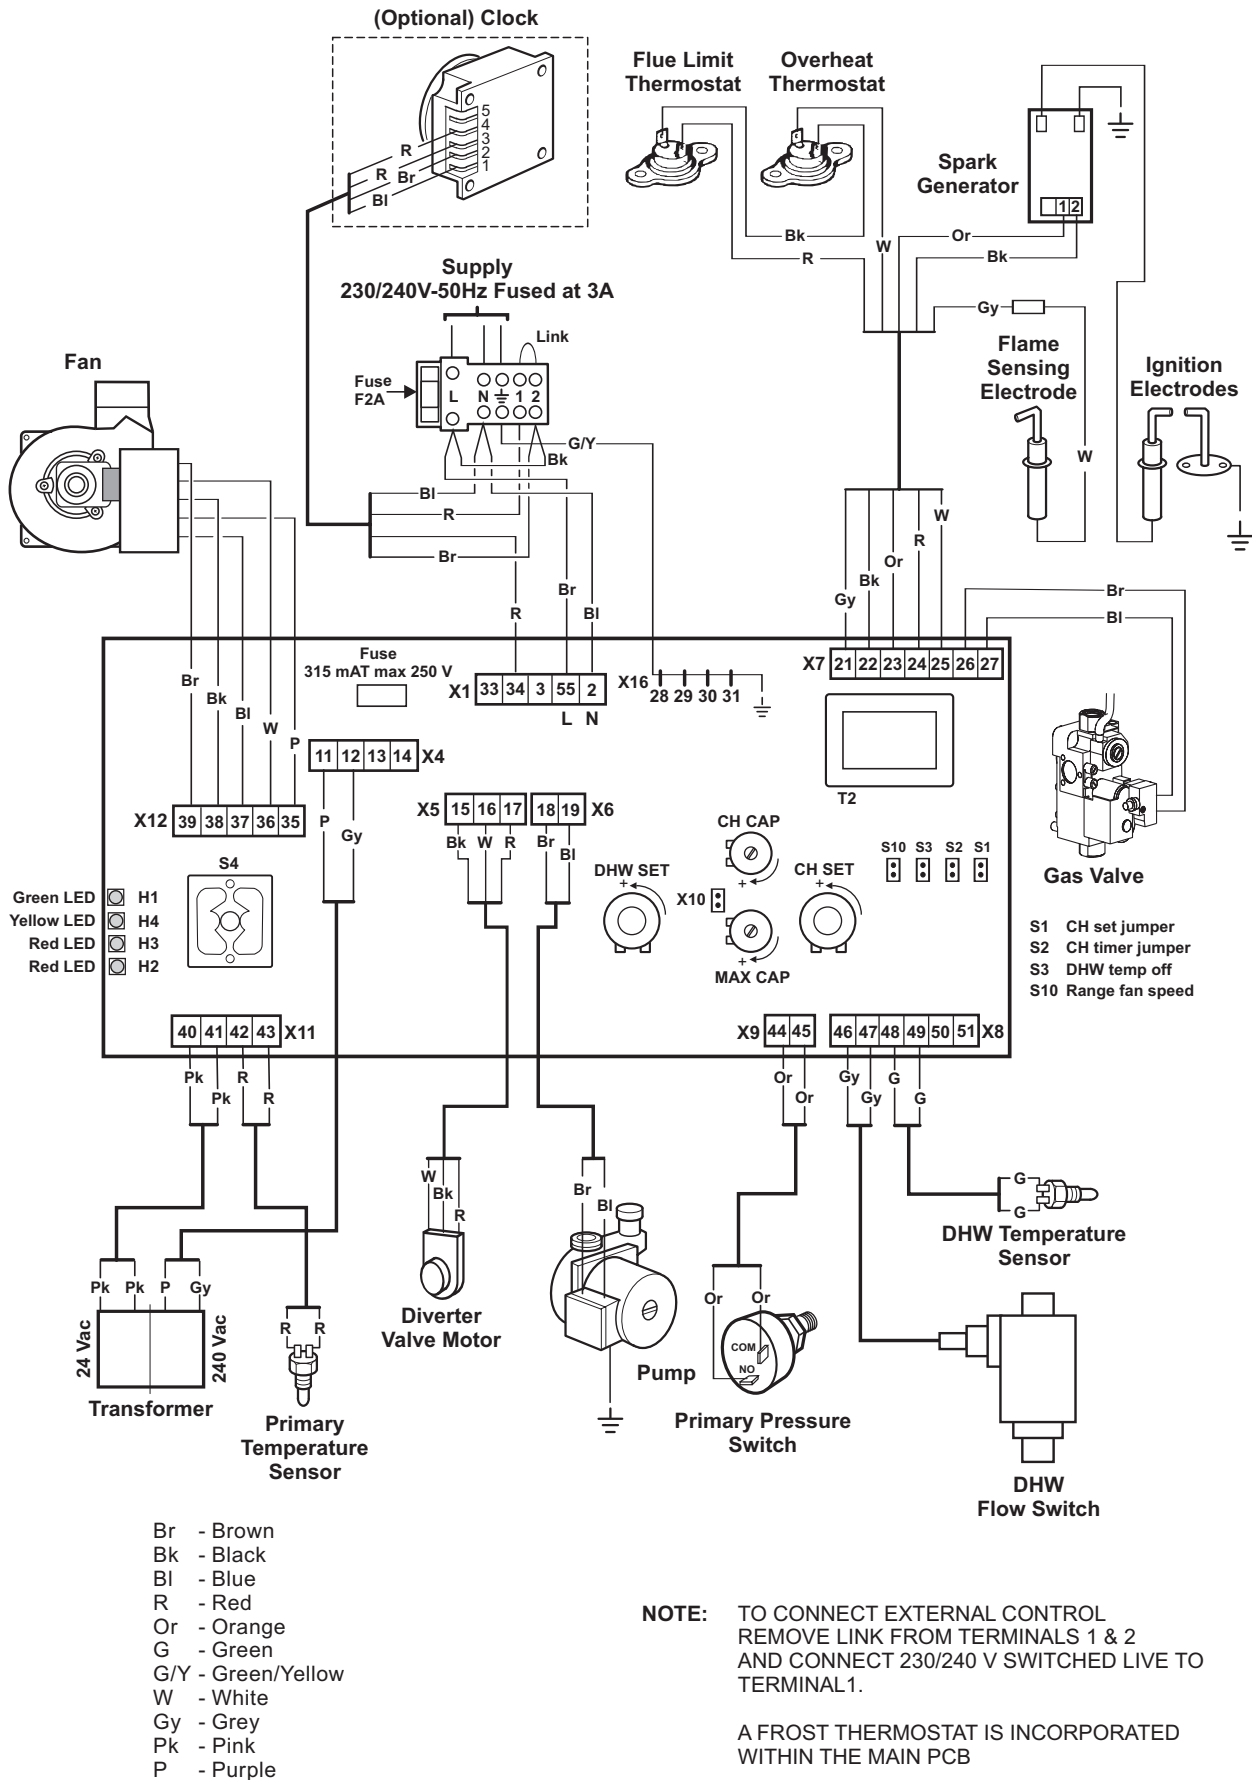 (Optional) Clock
5
4
3
2
1
R
R Br
Bl
Flue Limit
Thermostat
Overheat
Thermostat
Spark
Generator
1 2
Bk
R
W
Or
Bk
Gy
Supply
230/240V-50Hz Fused at 3A
Link
Fuse
F2A
L N 1 2
G/Y
Bk
Bl
R
Br
Fan
Flame
Sensing
Electrode
Ignition
Electrodes
W
Br
Bl
R
Gy
Bk
Or
R
W
Br
Bl
Fuse
315 mAT max 250 V
X1 33 34 3 55 2
L N
X16
28 29 30 31
X7 21 22 23 24 25 26 27
T2
Br
Bk
Bl
W
P
11 12 13 14 X4
P
Gy
X12 39 38 37 36 35
X5 15 16 17
18 19 X6
Bk W R
Br
Bl
S4
Green LED H1
Yellow LED H4
Red LED H3
Red LED H2
DHW SET
+
CH CAP
+
X10
+
MAX CAP
CH SET
+
S10 S3 S2 S1
Gas Valve
S1 CH set jumper
S2 CH timer jumper
S3 DHW temp off
S10 Range fan speed
40 41 42 43 X11
X9 44 45
46 47 48 49 50 51 X8
Pk
Pk
R
R
Or
Or
Gy
Gy
G
G
W
Bk
R
Br
Bl
G
G
DHW Temperature
Sensor
Pk Pk P Gy
24 Vac
240 Vac
Transformer
R R
Primary
Temperature
Sensor
Diverter
Valve Motor
Pump
Or Or
COM
NO
Primary Pressure
Switch
DHW
Flow Switch
Br - Brown
Bk - Black
Bl - Blue
R - Red
Or - Orange
G - Green
G/Y - Green/Yellow
W - White
Gy - Grey
Pk - Pink
P - Purple
NOTE: TO CONNECT EXTERNAL CONTROL
REMOVE LINK FROM TERMINALS 1 & 2
AND CONNECT 230/240 V SWITCHED LIVE TO
TERMINAL1.
A FROST THERMOSTAT IS INCORPORATED
WITHIN THE MAIN PCB